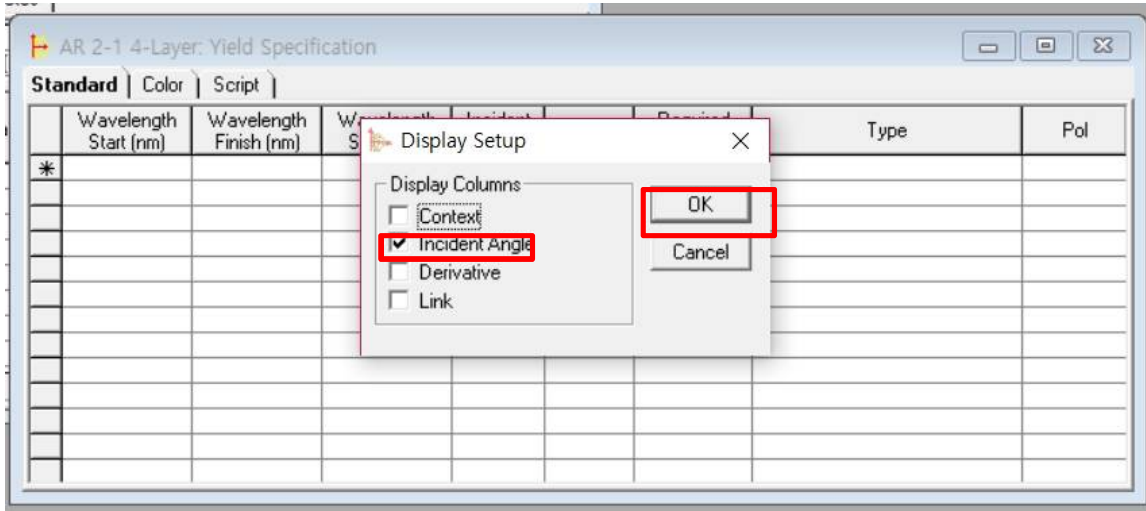 AR 2-1 4-Layer: Yield Specification
Standard Color Script
Wavelength Start (nm)
Wavelength Finish (nm)
Type
Pol
*
Display Setup
Display Columns
Context
Incident Angle
Derivative
Link
OK
Cancel